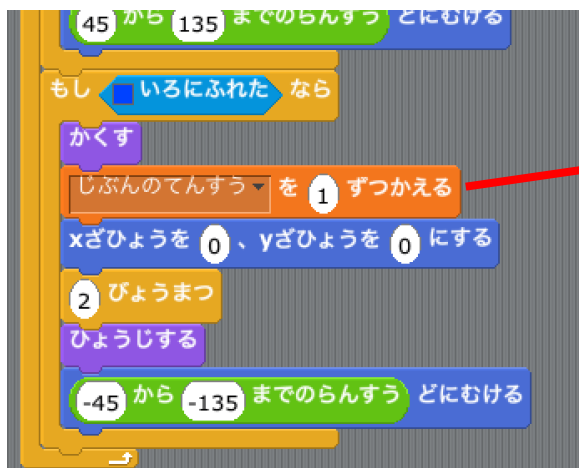 45 から 135 までのらんすう どにむける
もし いろにふれた なら
かくす
じぶんのてんすう を 1 ずつかえる
xざひょうを 0 、yざひょうを 0 にする
2 びょうまつ
ひょうじする
-45 から -135 までのらんすう どにむける